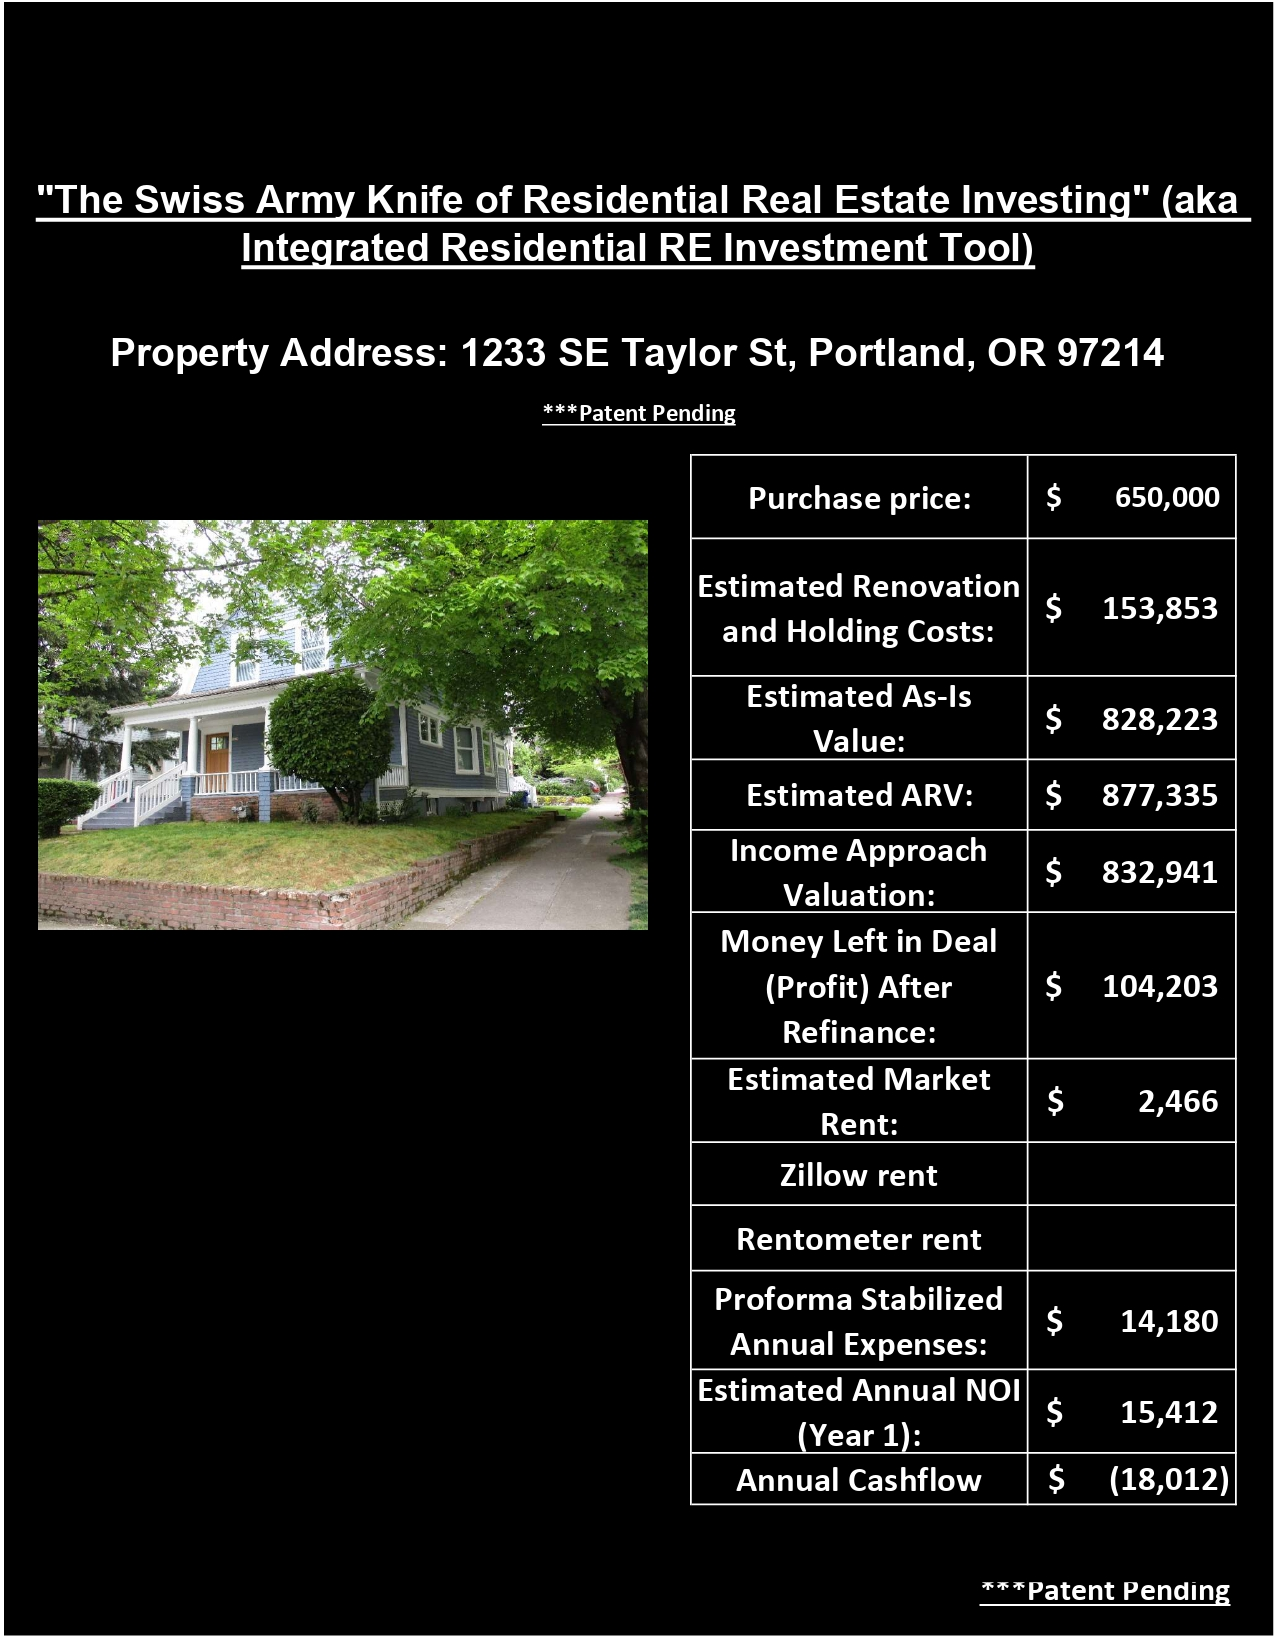 "The Swiss Army Knife of Residential Real Estate Investing" (aka
Integrated Residential RE Investment Tool)
Property Address: 1233 SE Taylor St, Portland, OR 97214
***Patent Pending
Purchase price: $ 650,000
Estimated Renovation
and Holding Costs: $ 153,853
Estimated As-Is
Value: $ 828,223
Estimated ARV: $ 877,335
Income Approach
Valuation: $ 832,941
Money Left in Deal
(Profit) After
Refinance: $ 104,203
Estimated Market
Rent: $ 2,466
Zillow rent
Rentometer rent
Proforma Stabilized
Annual Expenses: $ 14,180
Estimated Annual NOI
(Year 1): $ 15,412
Annual Cashflow $ (18,012)
***Patent Pending